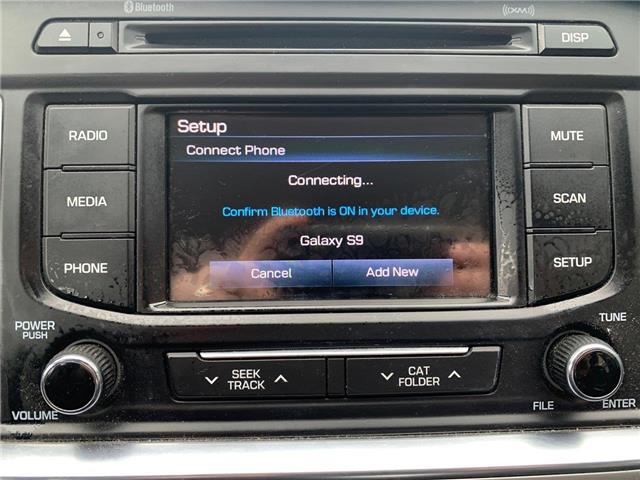 Bluetooth
((XM))
DISP
RADIO
MEDIA
PHONE
Setup
Connect Phone
Connecting...
Confirm Bluetooth is ON in your device.
Galaxy S9
Cancel
Add New
MUTE
SCAN
SETUP
POWER
PUSH
VOLUME
SEEK
TRACK
CAT
FOLDER
TUNE
FILE
ENTER